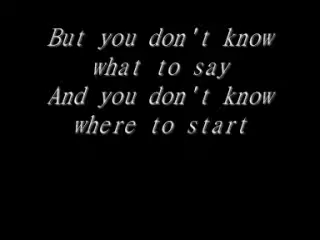 But you don't know
what to say
And you don't know
where to start